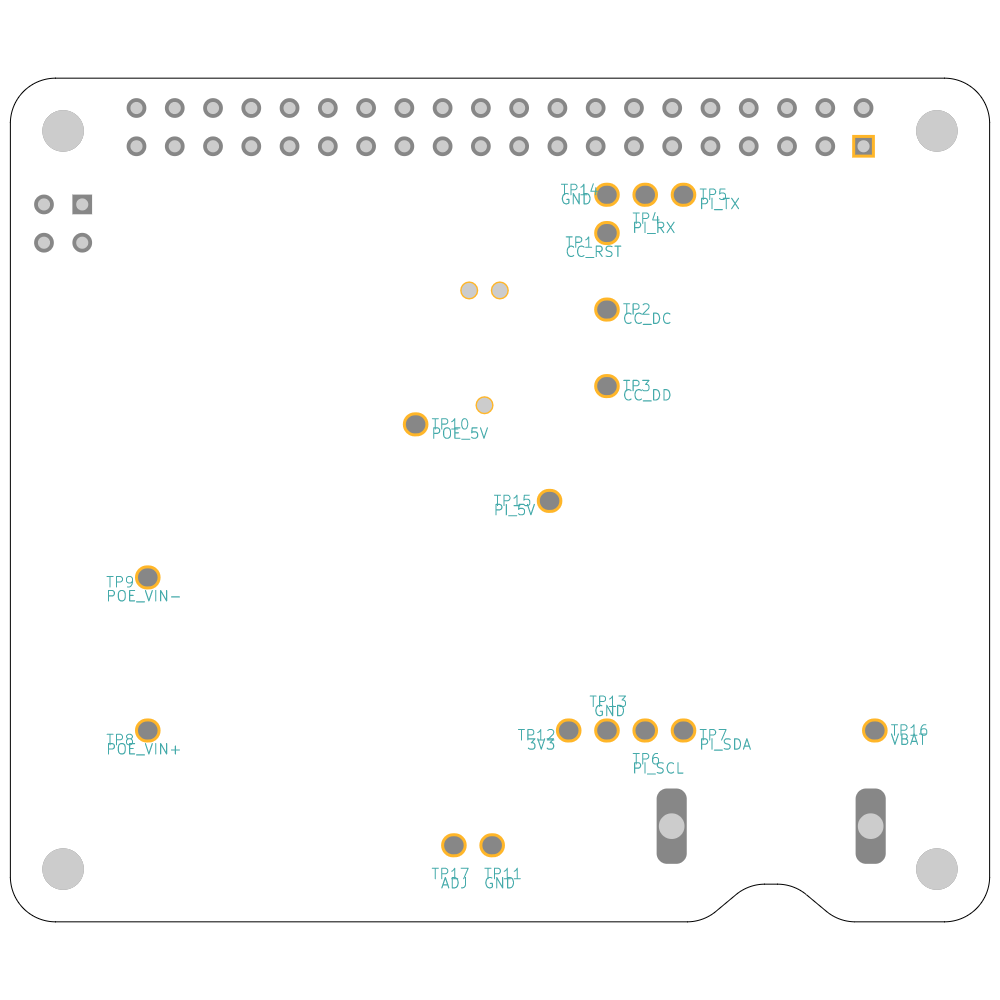 TP14
GND
TP5
PI_TX
TP4
PI_RX
TP1
CC_RST
TP2
CC_DC
TP3
CC_DD
TP10
POE_5V
TP15
PI_5V
TP9
POE_VIN-
TP13
GND
TP12
3V3
TP7
PI_SDA
TP16
VBAT
TP8
POE_VIN+
TP6
PI_SCL
TP17
ADJ
TP11
GND